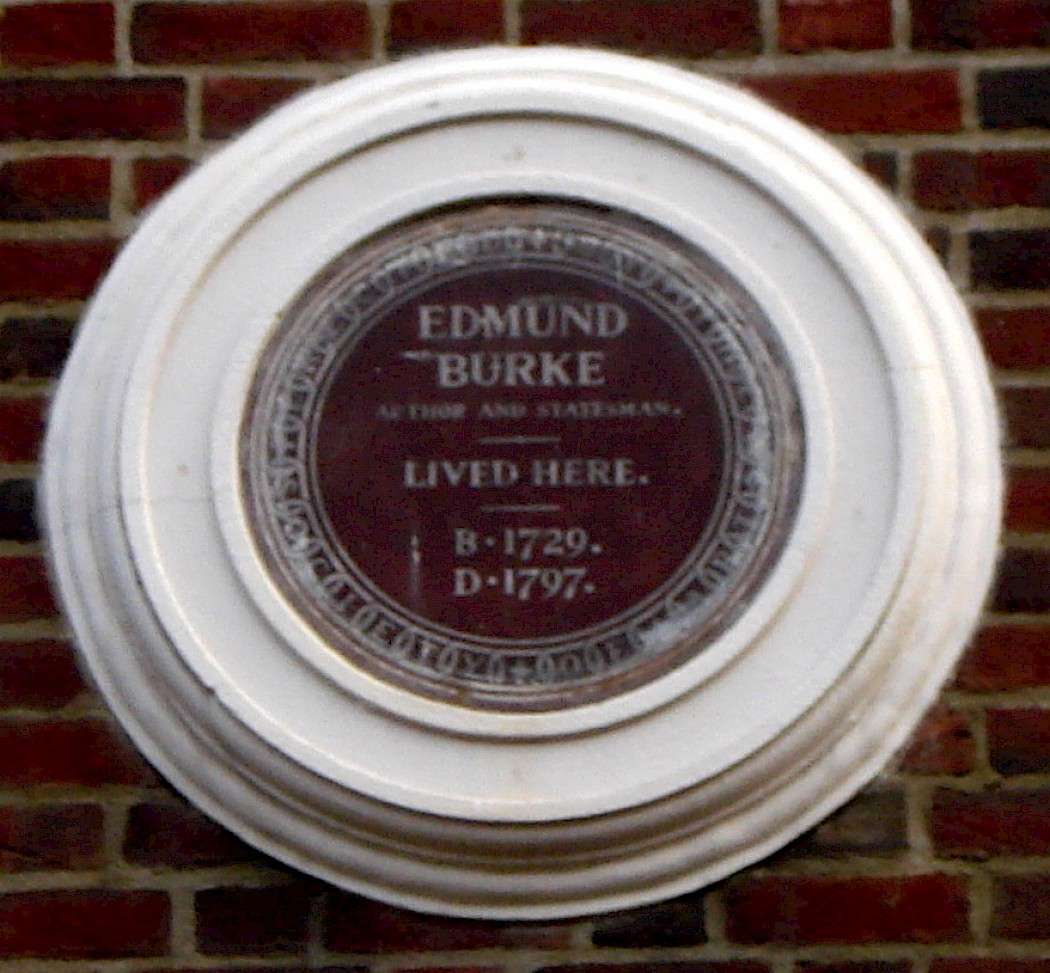 EDMUND
BURKE
AUTHOR AND STATESMAN.
LIVED HERE.
B·1729.
D·1797.